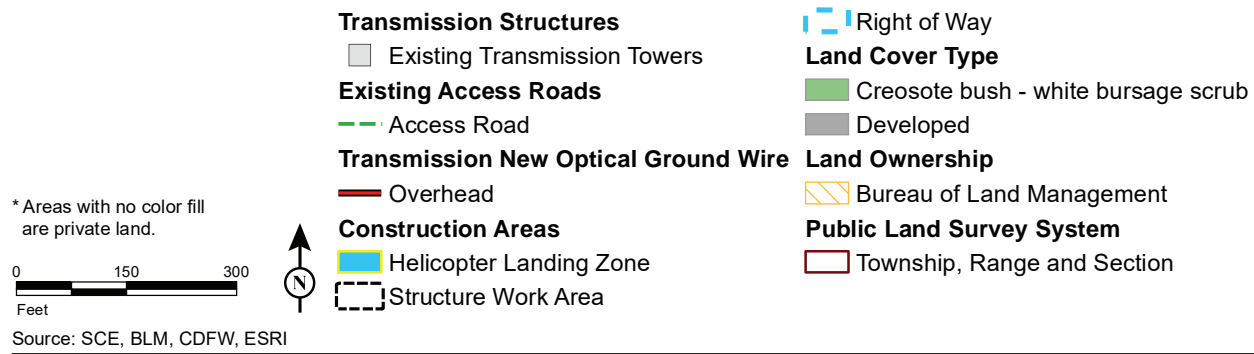 Transmission Structures
Existing Transmission Towers
Existing Access Roads
Access Road
Transmission New Optical Ground Wire
Overhead
Construction Areas
Helicopter Landing Zone
Structure Work Area
Right of Way
Land Cover Type
Creosote bush - white bursage scrub
Developed
Land Ownership
Bureau of Land Management
Public Land Survey System
Township, Range and Section
* Areas with no color fill
are private land.
0 150 300
Feet
N
Source: SCE, BLM, CDFW, ESRI